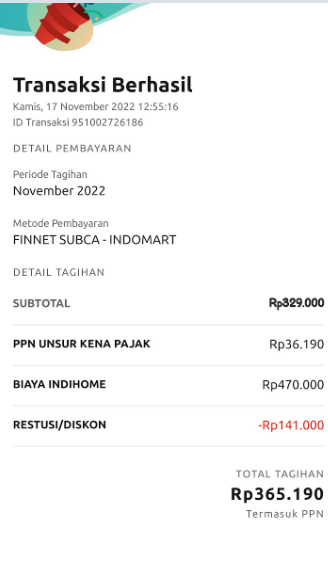 Transaksi Berhasil
Kamis, 17 November 2022 12:55:16
ID Transaksi 951002726186
DETAIL PEMBAYARAN
Periode Tagihan
November 2022
Metode Pembayaran
FINNET SUBCA - INDOMART
DETAIL TAGIHAN
SUBTOTAL Rp329.000
PPN UNSUR KENA PAJAK Rp36.190
BIAYA INDIHOME Rp470.000
RESTUSI/DISKON -Rp141.000
TOTAL TAGIHAN
Rp365.190
Termasuk PPN